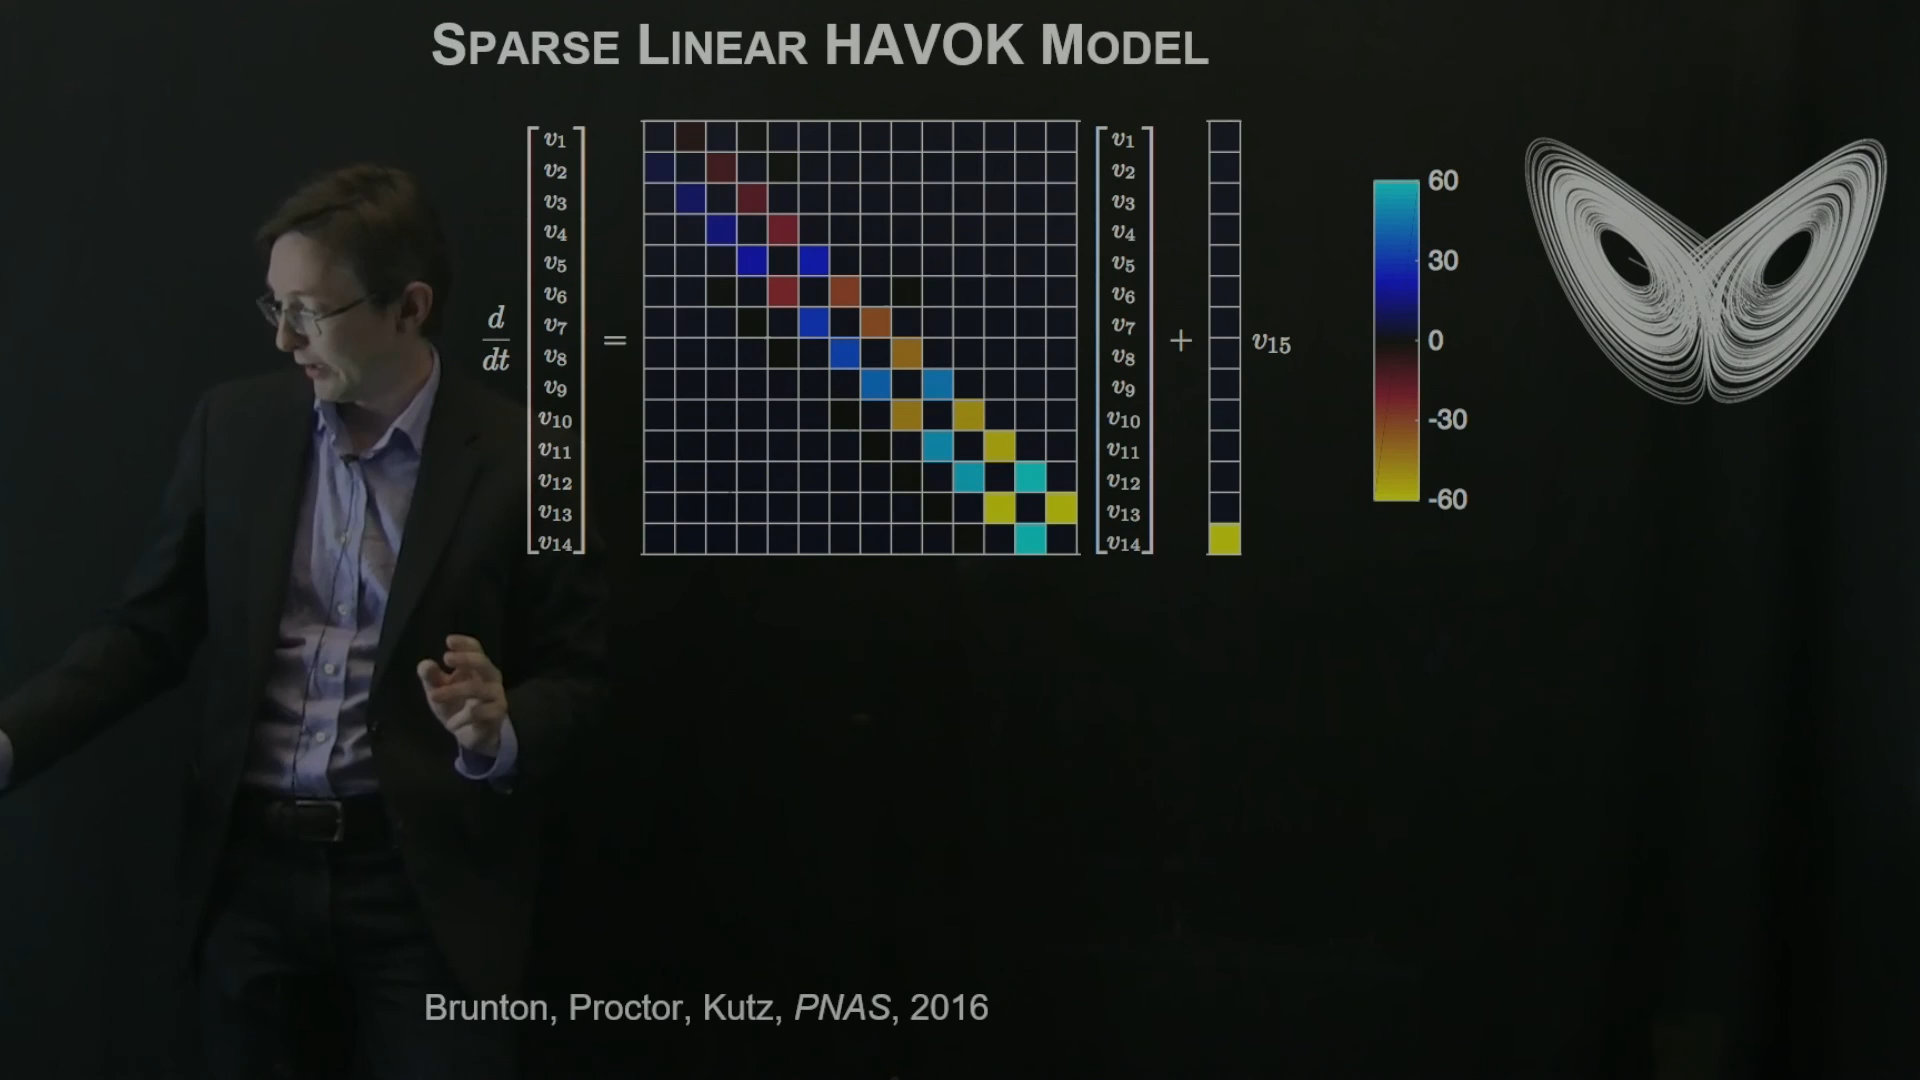 SPARSE LINEAR HAVOK MODEL
d/dt [v1 v2 v3 v4 v5 v6 v7 v8 v9 v10 v11 v12 v13 v14] = [v1 v2 v3 v4 v5 v6 v7 v8 v9 v10 v11 v12 v13 v14] + v15
60
30
0
-30
-60
Brunton, Proctor, Kutz, PNAS, 2016